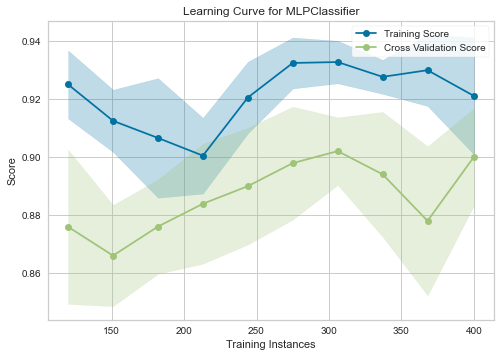 Learning Curve for MLPClassifier
Training Score
Cross Validation Score
0.94
0.92
0.90
0.88
0.86
Score
150
200
250
300
350
400
Training Instances